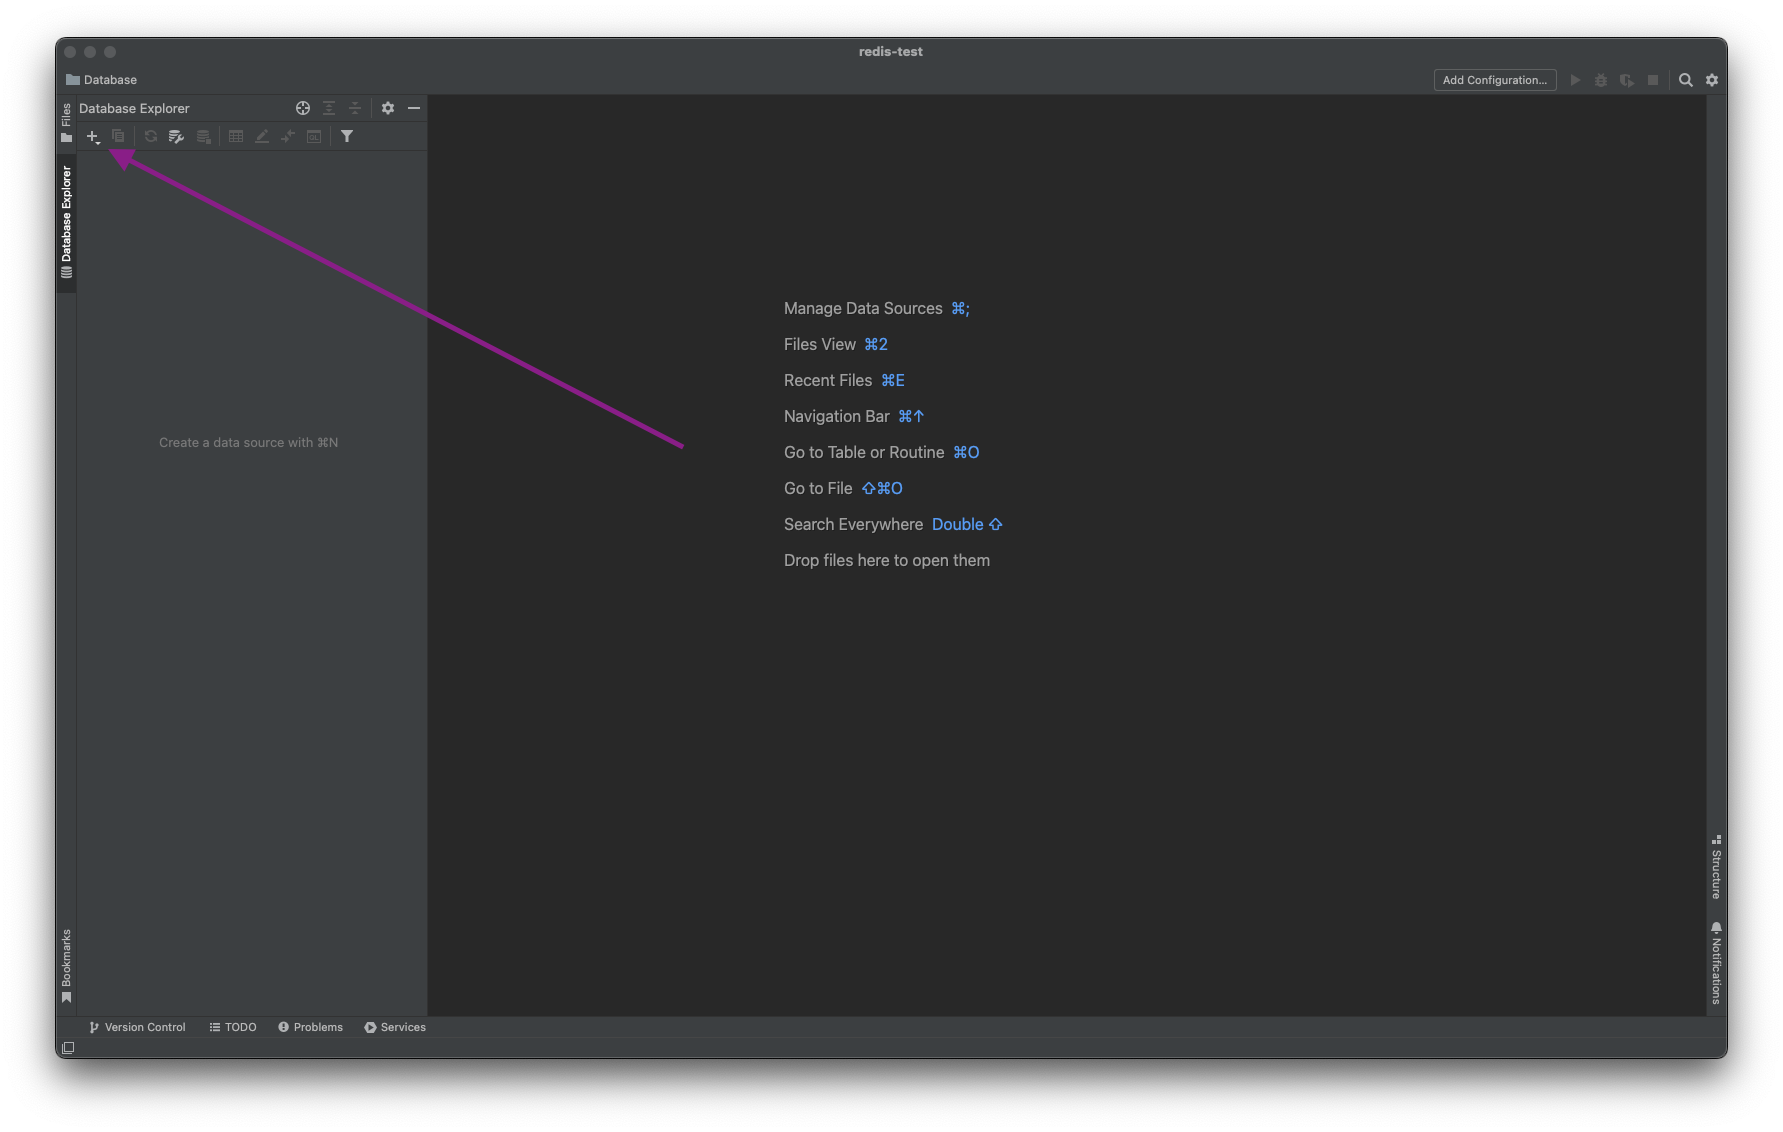 redis-test
Database
Add Configuration...
Files
Database Explorer
Database Explorer
Create a data source with ⌘N
Manage Data Sources ⌘;
Files View ⌘2
Recent Files ⌘E
Navigation Bar ⌘↑
Go to Table or Routine ⌘O
Go to File ⇧⌘O
Search Everywhere Double ⇧
Drop files here to open them
Structure
Notifications
Bookmarks
Version Control TODO Problems Services